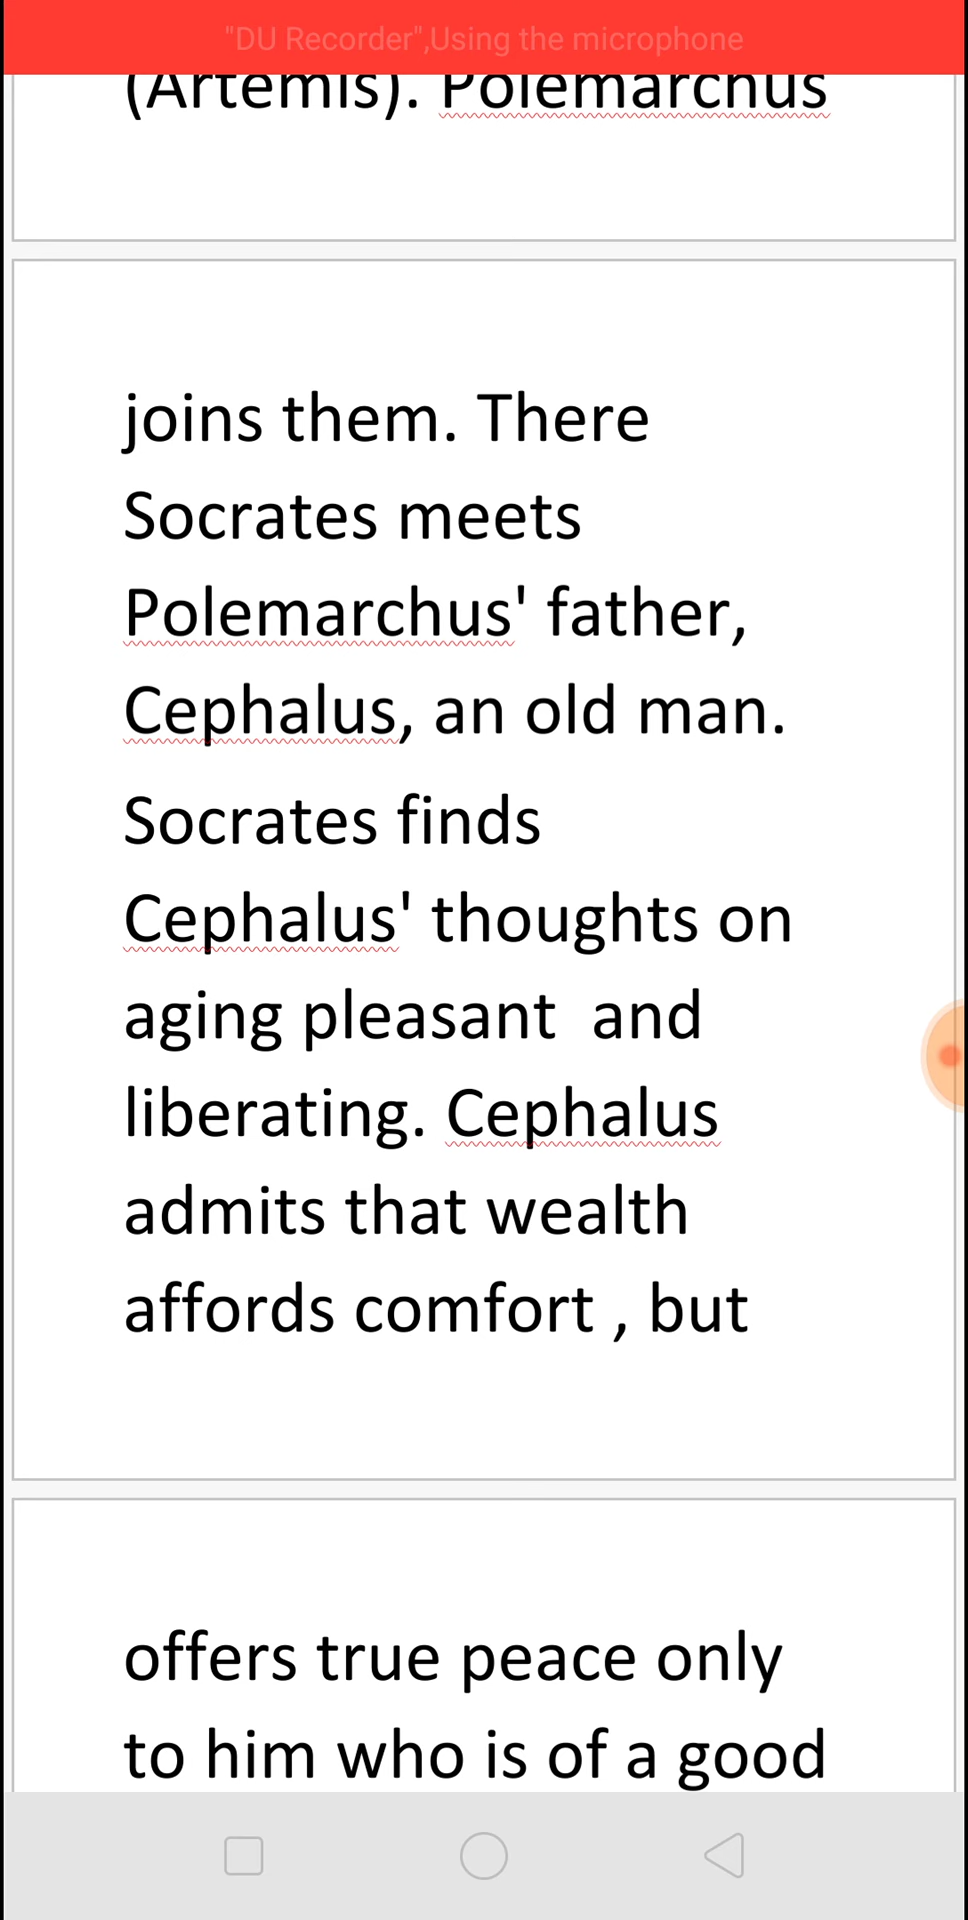 "DU Recorder",Using the microphone
(Artemis). Polemarchus
joins them. There
Socrates meets
Polemarchus' father,
Cephalus, an old man.
Socrates finds
Cephalus' thoughts on
aging pleasant  and
liberating. Cephalus
admits that wealth
affords comfort , but
offers true peace only
to him who is of a good